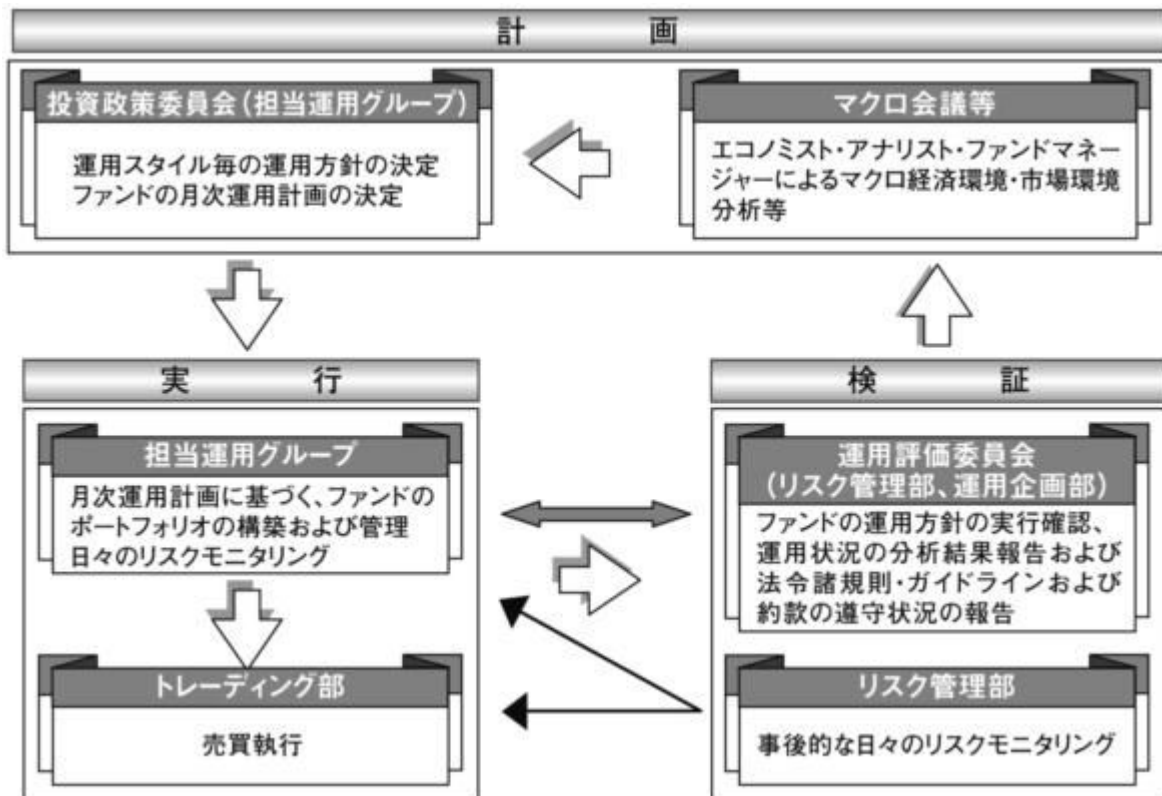 計画
投資政策委員会(担当運用グループ)
運用スタイル毎の運用方針の決定
ファンドの月次運用計画の決定
マクロ会議等
エコノミスト・アナリスト・ファンドマネー
ジャーによるマクロ経済環境・市場環境
分析等
実行
担当運用グループ
月次運用計画に基づく、ファンドの
ポートフォリオの構築および管理
日々のリスクモニタリング
トレーディング部
売買執行
検証
運用評価委員会
(リスク管理部、運用企画部)
ファンドの運用方針の実行確認、
運用状況の分析結果報告および
法令諸規則・ガイドラインおよび
約款の遵守状況の報告
リスク管理部
事後的な日々のリスクモニタリング